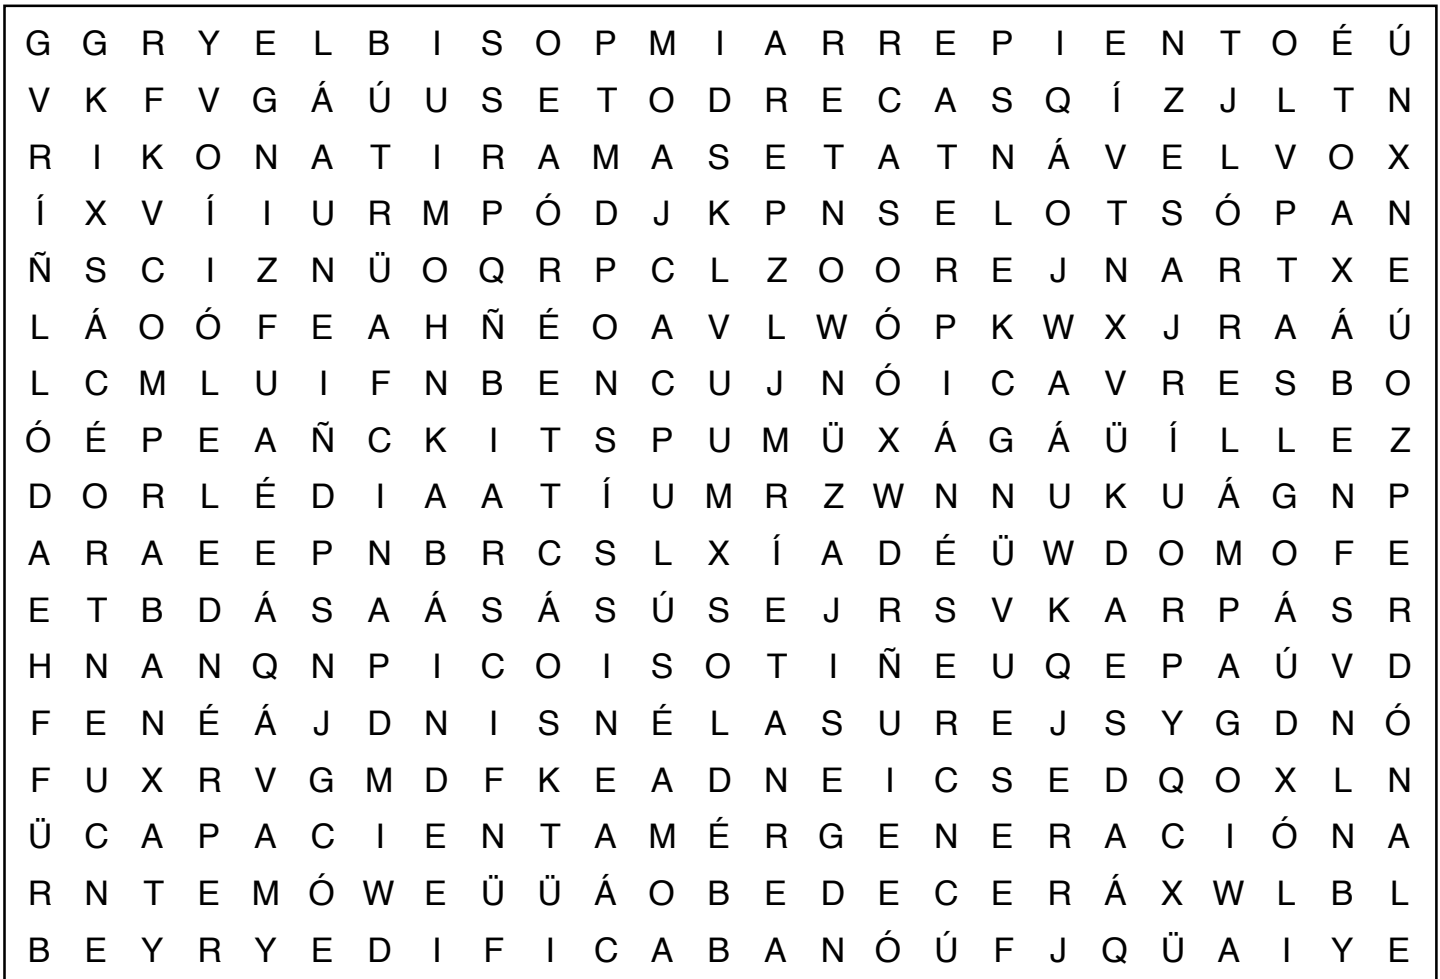 G G R Y E L B I S O P M I A R R E P I E N T O É Ú
V K F V G Á Ú U S E T O D R E C A S Q Í Z J L T N
R I K O N A T I R A M A S E T A T N Á V E L V O X
Í X V Í I U R M P Ó D J K P N S E L O T S Ó P A N
Ñ S C I Z N Ü O Q R P C L Z O O R E J N A R T X E
L Á O Ó F E A H Ñ É O A V L W Ó P K W X J R A Á Ú
L C M L U I F N B E N C U J N Ó I C A V R E S B O
Ó É P E A Ñ C K I T S P U M Ü X Á G Á Ü Í L L E Z
D O R L É D I A A T Í U M R Z W N N U K U Á G N P
A R A E E P N B R C S L X Í A D É Ü W D O M O F E
E T B D Á S A Á S Á S Ú S E J R S V K A R P Á S R
H N A N Q N P I C O I S O T I Ñ E U Q E P A Ú V D
F E N É Á J D N I S N É L A S U R E J S Y G D N Ó
F U X R V G M D F K E A D N E I C S E D Q O X L N
Ü C A P A C I E N T A M É R G E N E R A C I Ó N A
R N T E M Ó W E Ü Ü Á O B E D E C E R Á X W L B L
B E Y R Y E D I F I C A B A N Ó Ú F J Q Ü A I Y E